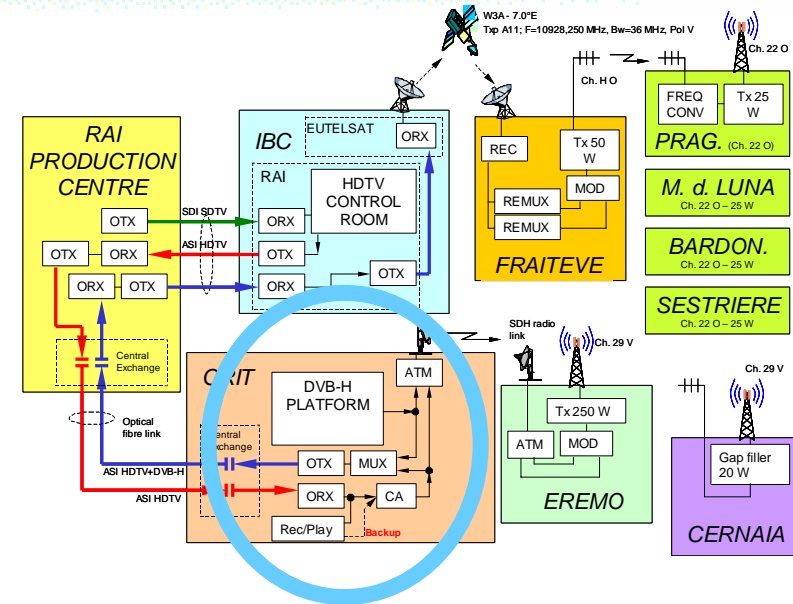 W3A - 7.0°E
Txp A11; F=10928,250 MHz, Bw=36 MHz, Pol V
RAI
PRODUCTION
CENTRE
OTX
OTX
ORX
ORX
OTX
Central
Exchange
SDI SDTV
ASI HDTV
Optical
fibre link
ASI HDTV+DVB-H
ASI HDTV
IBC
EUTELSAT
ORX
RAI
HDTV
CONTROL
ROOM
ORX
OTX
ORX
OTX
CRIT
DVB-H
PLATFORM
ATM
Central
Exchange
OTX
MUX
ORX
CA
Rec/Play
Backup
REC
Tx 50
W
MOD
REMUX
REMUX
FRAITEVE
Ch. H O
Ch. 22 O
FREQ
CONV
Tx 25
W
PRAG. (Ch. 22 O)
M. d. LUNA
Ch. 22 O – 25 W
BARDON.
Ch. 22 O – 25 W
SESTRIERE
Ch. 22 O – 25 W
SDH radio
link
Ch. 29 V
Tx 250 W
ATM
MOD
EREMO
Ch. 29 V
Gap filler
20 W
CERNAIA